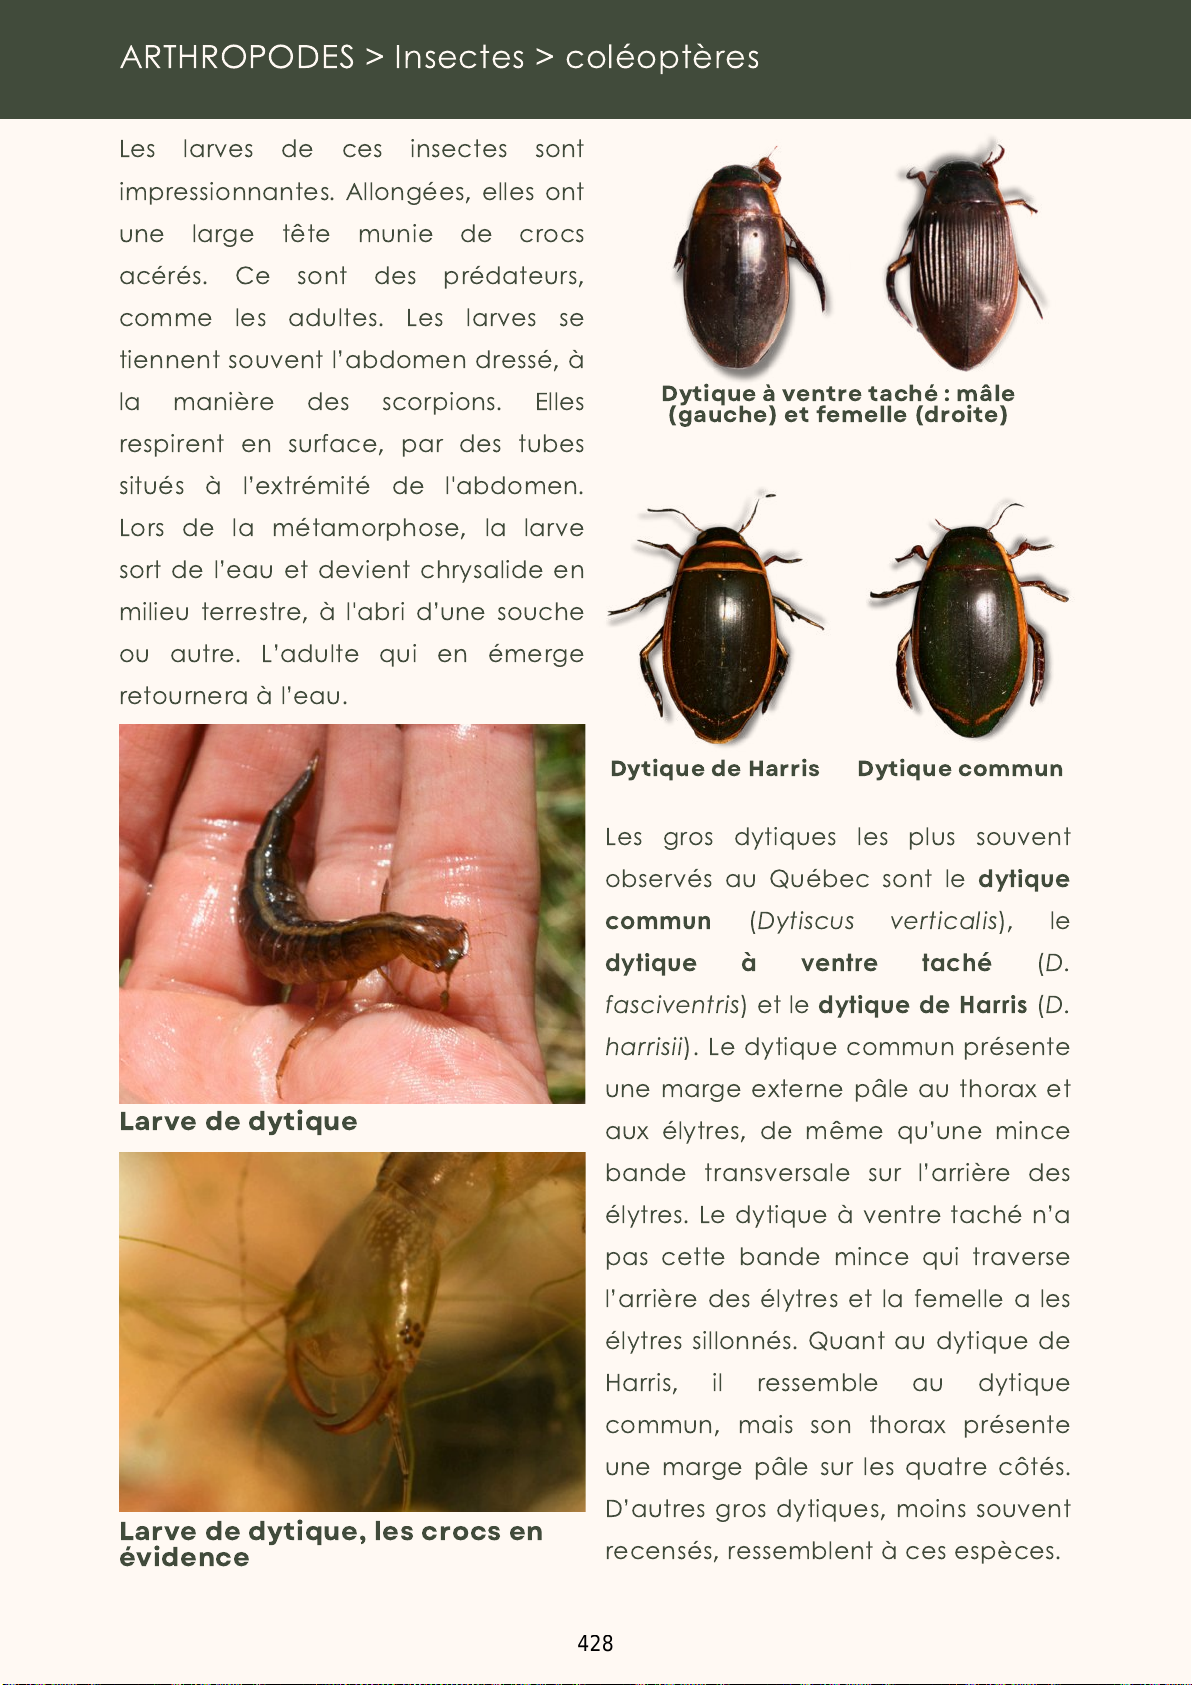 ARTHROPODES > Insectes > coléoptères
Les larves de ces insectes sont
impressionnantes. Allongées, elles ont
une large tête munie de crocs
acérés. Ce sont des prédateurs,
comme les adultes. Les larves se
tiennent souvent l’abdomen dressé, à
la manière des scorpions. Elles
respirent en surface, par des tubes
situés à l’extrémité de l'abdomen.
Lors de la métamorphose, la larve
sort de l’eau et devient chrysalide en
milieu terrestre, à l'abri d’une souche
ou autre. L’adulte qui en émerge
retournera à l’eau.
Larve de dytique
Larve de dytique, les crocs en
évidence
Dytique à ventre taché : mâle
(gauche) et femelle (droite)
Dytique de Harris
Dytique commun
Les gros dytiques les plus souvent
observés au Québec sont le dytique
commun (Dytiscus verticalis), le
dytique à ventre taché (D.
fasciventris) et le dytique de Harris (D.
harrisii). Le dytique commun présente
une marge externe pâle au thorax et
aux élytres, de même qu’une mince
bande transversale sur l’arrière des
élytres. Le dytique à ventre taché n’a
pas cette bande mince qui traverse
l’arrière des élytres et la femelle a les
élytres sillonnés. Quant au dytique de
Harris, il ressemble au dytique
commun, mais son thorax présente
une marge pâle sur les quatre côtés.
D’autres gros dytiques, moins souvent
recensés, ressemblent à ces espèces.
428